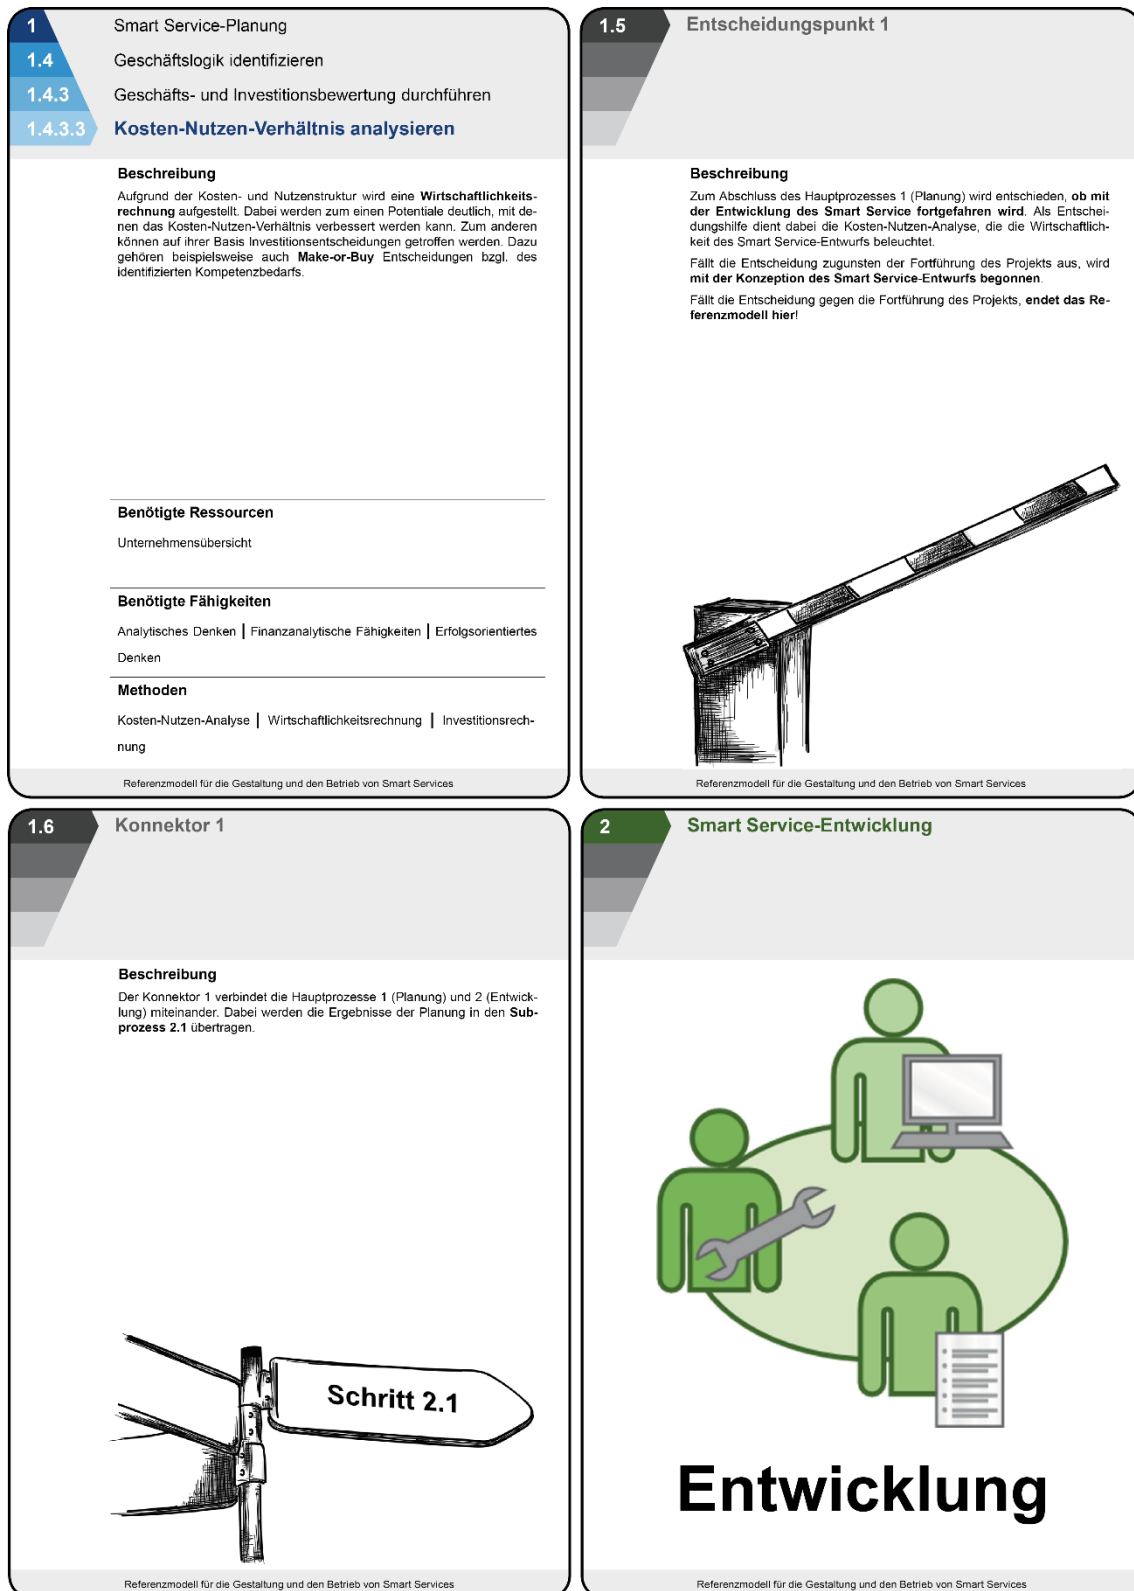 1 Smart Service-Planung
1.4 Geschäftslogik identifizieren
1.4.3 Geschäfts- und Investitionsbewertung durchführen
1.4.3.3 Kosten-Nutzen-Verhältnis analysieren
Beschreibung
Aufgrund der Kosten- und Nutzenstruktur wird eine Wirtschaftlichkeits-
rechnung aufgestellt. Dabei werden zum einen Potentiale deutlich, mit de-
nen das Kosten-Nutzen-Verhältnis verbessert werden kann. Zum anderen
können auf ihrer Basis Investitionsentscheidungen getroffen werden. Dazu
gehören beispielsweise auch Make-or-Buy Entscheidungen bzgl. des
identifizierten Kompetenzbedarfs.
Benötigte Ressourcen
Unternehmensübersicht
Benötigte Fähigkeiten
Analytisches Denken | Finanzanalytische Fähigkeiten | Erfolgsorientiertes
Denken
Methoden
Kosten-Nutzen-Analyse | Wirtschaftlichkeitsrechnung | Investitionsrech-
nung
Referenzmodell für die Gestaltung und den Betrieb von Smart Services
1.5 Entscheidungspunkt 1
Beschreibung
Zum Abschluss des Hauptprozesses 1 (Planung) wird entschieden, ob mit
der Entwicklung des Smart Service fortgefahren wird. Als Entschei-
dungshilfe dient dabei die Kosten-Nutzen-Analyse, die die Wirtschaftlich-
keit des Smart Service-Entwurfs beleuchtet.
Fällt die Entscheidung zugunsten der Fortführung des Projekts aus, wird
mit der Konzeption des Smart Service-Entwurfs begonnen.
Fällt die Entscheidung gegen die Fortführung des Projekts, endet das Re-
ferenzmodell hier!
Referenzmodell für die Gestaltung und den Betrieb von Smart Services
1.6 Konnektor 1
Beschreibung
Der Konnektor 1 verbindet die Hauptprozesse 1 (Planung) und 2 (Entwick-
lung) miteinander. Dabei werden die Ergebnisse der Planung in den Sub-
prozess 2.1 übertragen.
Schritt 2.1
Referenzmodell für die Gestaltung und den Betrieb von Smart Services
2 Smart Service-Entwicklung
Entwicklung
Referenzmodell für die Gestaltung und den Betrieb von Smart Services